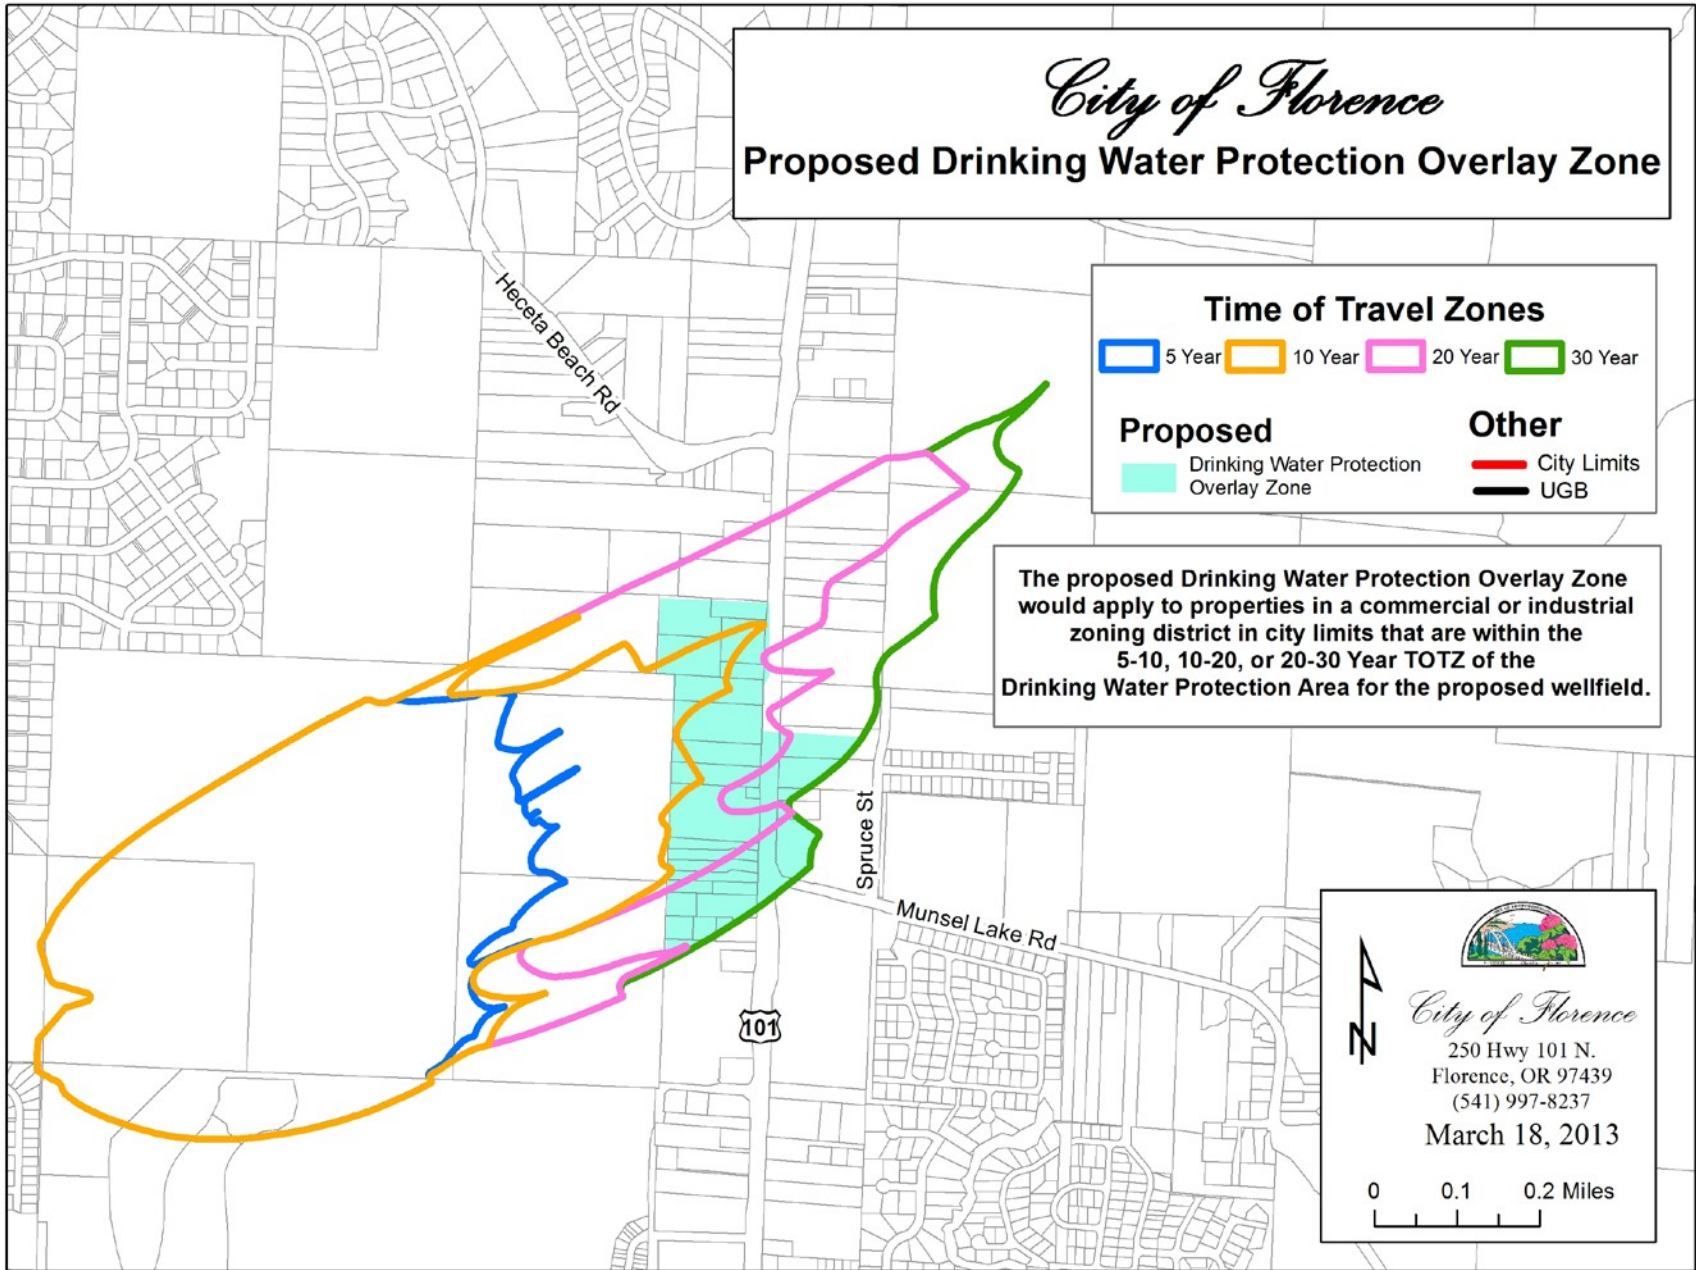 City of Florence
Proposed Drinking Water Protection Overlay Zone
Heceta Beach Rd
Time of Travel Zones
5 Year
10 Year
20 Year
30 Year
Proposed
Drinking Water Protection
Overlay Zone
Other
City Limits
UGB
The proposed Drinking Water Protection Overlay Zone
would apply to properties in a commercial or industrial
zoning district in city limits that are within the
5-10, 10-20, or 20-30 Year TOTZ of the
Drinking Water Protection Area for the proposed wellfield.
Spruce St
Munsel Lake Rd
101
N
City of Florence
250 Hwy 101 N.
Florence, OR 97439
(541) 997-8237
March 18, 2013
0 0.1 0.2 Miles